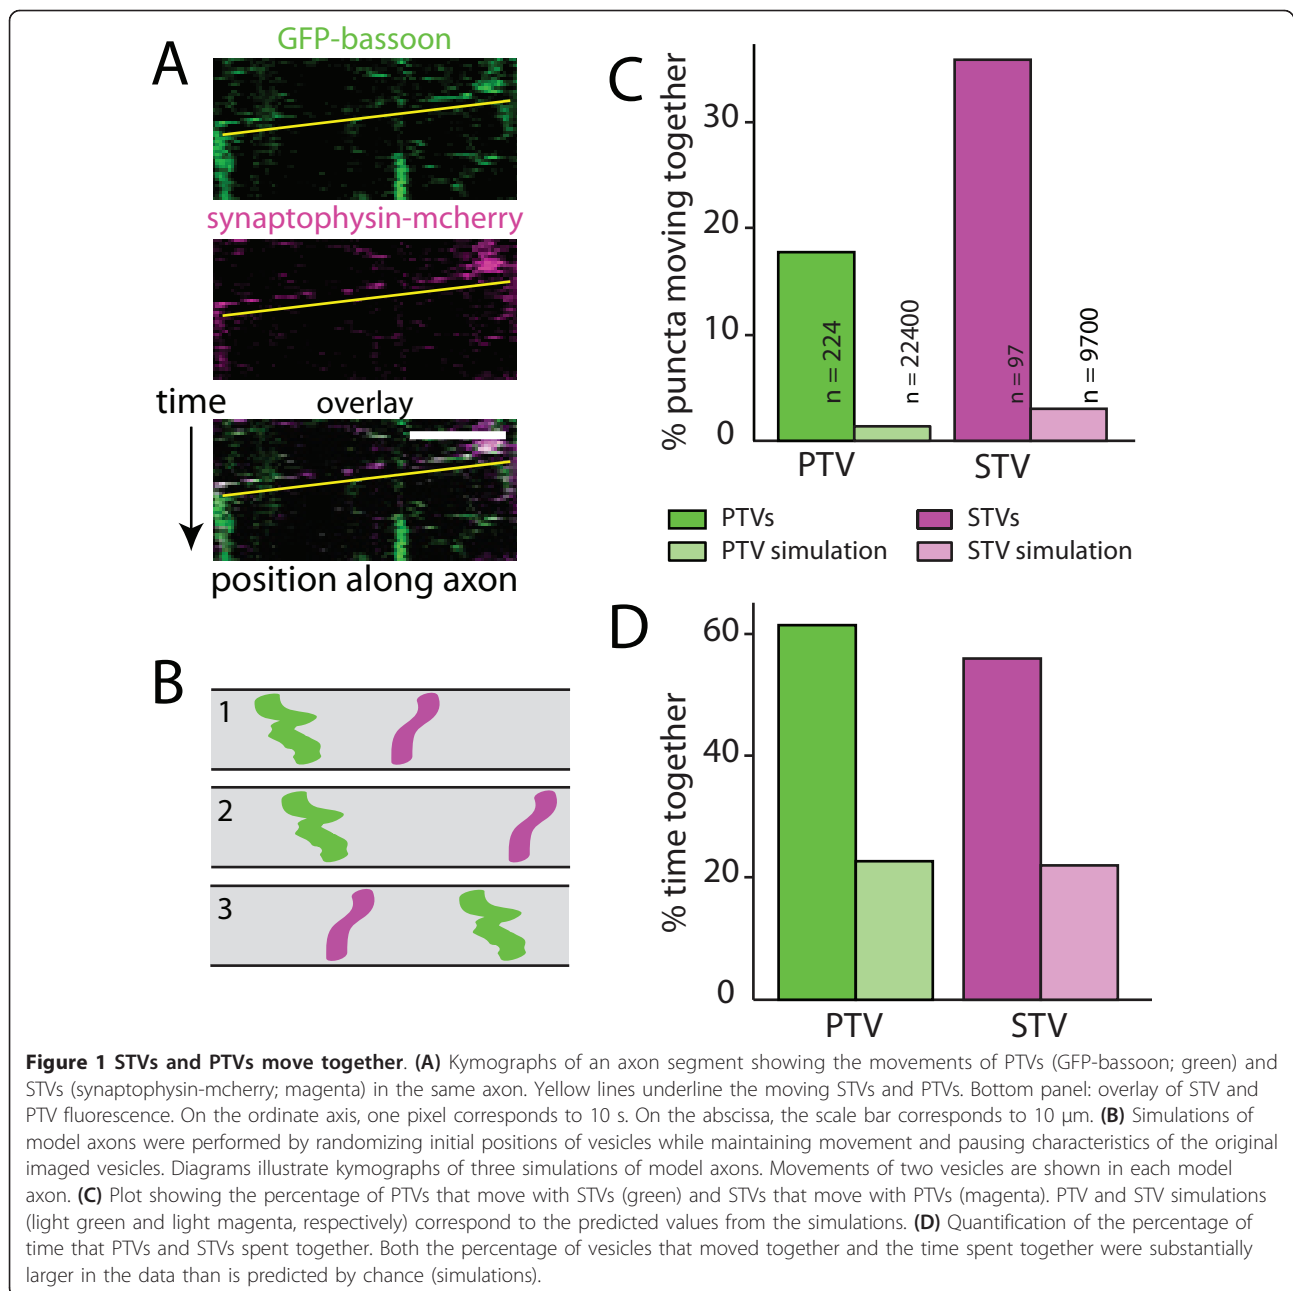 A
GFP-bassoon
synaptophysin-mcherry
time
overlay
position along axon
B
1
2
3
C
% puncta moving together
30
20
10
0
n = 224
n = 22400
n = 97
n = 9700
PTV
STV
PTVs
STVs
PTV simulation
STV simulation
D
% time together
60
40
20
0
PTV
STV
Figure 1 STVs and PTVs move together. (A) Kymographs of an axon segment showing the movements of PTVs (GFP-bassoon; green) and
STVs (synaptophysin-mcherry; magenta) in the same axon. Yellow lines underline the moving STVs and PTVs. Bottom panel: overlay of STV and
PTV fluorescence. On the ordinate axis, one pixel corresponds to 10 s. On the abscissa, the scale bar corresponds to 10 μm. (B) Simulations of
model axons were performed by randomizing initial positions of vesicles while maintaining movement and pausing characteristics of the original
imaged vesicles. Diagrams illustrate kymographs of three simulations of model axons. Movements of two vesicles are shown in each model
axon. (C) Plot showing the percentage of PTVs that move with STVs (green) and STVs that move with PTVs (magenta). PTV and STV simulations
(light green and light magenta, respectively) correspond to the predicted values from the simulations. (D) Quantification of the percentage of
time that PTVs and STVs spent together. Both the percentage of vesicles that moved together and the time spent together were substantially
larger in the data than is predicted by chance (simulations).